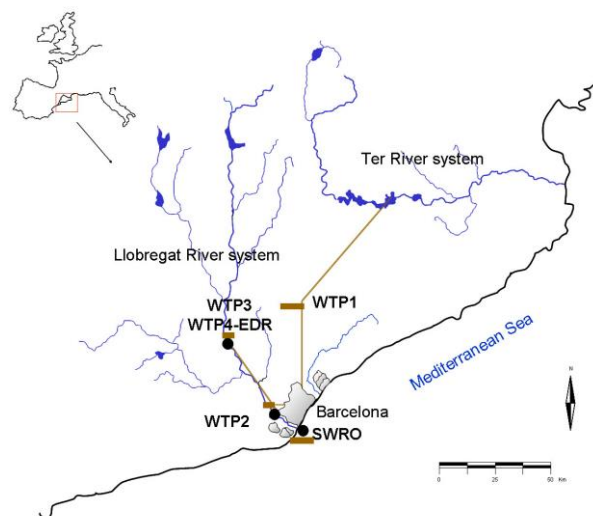 Ter River system
Llobregat River system
WTP3
WTP1
WTP4-EDR
Mediterranean Sea
WTP2
Barcelona
SWRO
N
0 25 50 Km